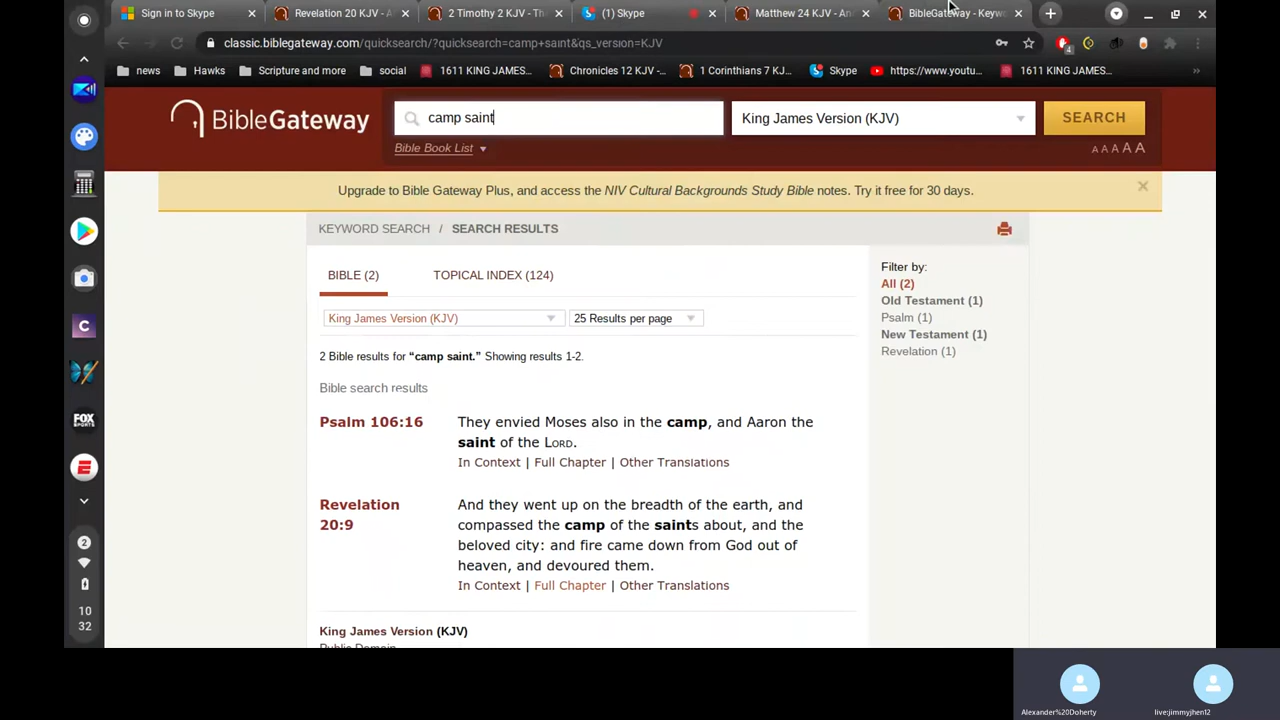 Sign in to Skype
Revelation 20 KJV - A
2 Timothy 2 KJV - Th
(1) Skype
Matthew 24 KJV - An
BibleGateway - Keyw
classic.biblegateway.com/quicksearch/?quicksearch=camp+saint&qs_version=KJV
4
news
Hawks
Scripture and more
social
1611 KING JAMES...
Chronicles 12 KJV -...
1 Corinthians 7 KJ...
Skype
https://www.youtu...
1611 KING JAMES...
»
BibleGateway
camp saint
King James Version (KJV)
SEARCH
Bible Book List
A A A A A
Upgrade to Bible Gateway Plus, and access the NIV Cultural Backgrounds Study Bible notes. Try it free for 30 days.
KEYWORD SEARCH / SEARCH RESULTS
BIBLE (2)
TOPICAL INDEX (124)
King James Version (KJV)
25 Results per page
2 Bible results for “camp saint.” Showing results 1-2.
Bible search results
Psalm 106:16
They envied Moses also in the camp, and Aaron the
saint of the LORD.
In Context | Full Chapter | Other Translations
Revelation
20:9
And they went up on the breadth of the earth, and
compassed the camp of the saints about, and the
beloved city: and fire came down from God out of
heaven, and devoured them.
In Context | Full Chapter | Other Translations
King James Version (KJV)
Public Domain
Filter by:
All (2)
Old Testament (1)
Psalm (1)
New Testament (1)
Revelation (1)
C
FOX
SPORTS
2
10
32
Alexander%20Doherty
live:jimmyjhen12